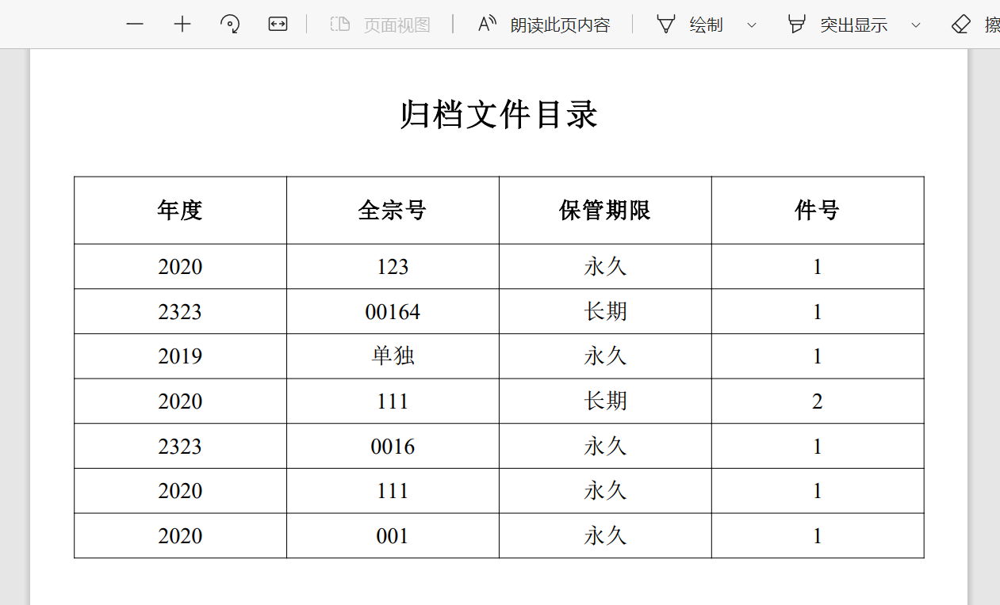 页面视图 朗读此页内容 绘制 突出显示 擦
归档文件目录
年度 全宗号 保管期限 件号
2020 123 永久 1
2323 00164 长期 1
2019 单独 永久 1
2020 111 长期 2
2323 0016 永久 1
2020 111 永久 1
2020 001 永久 1